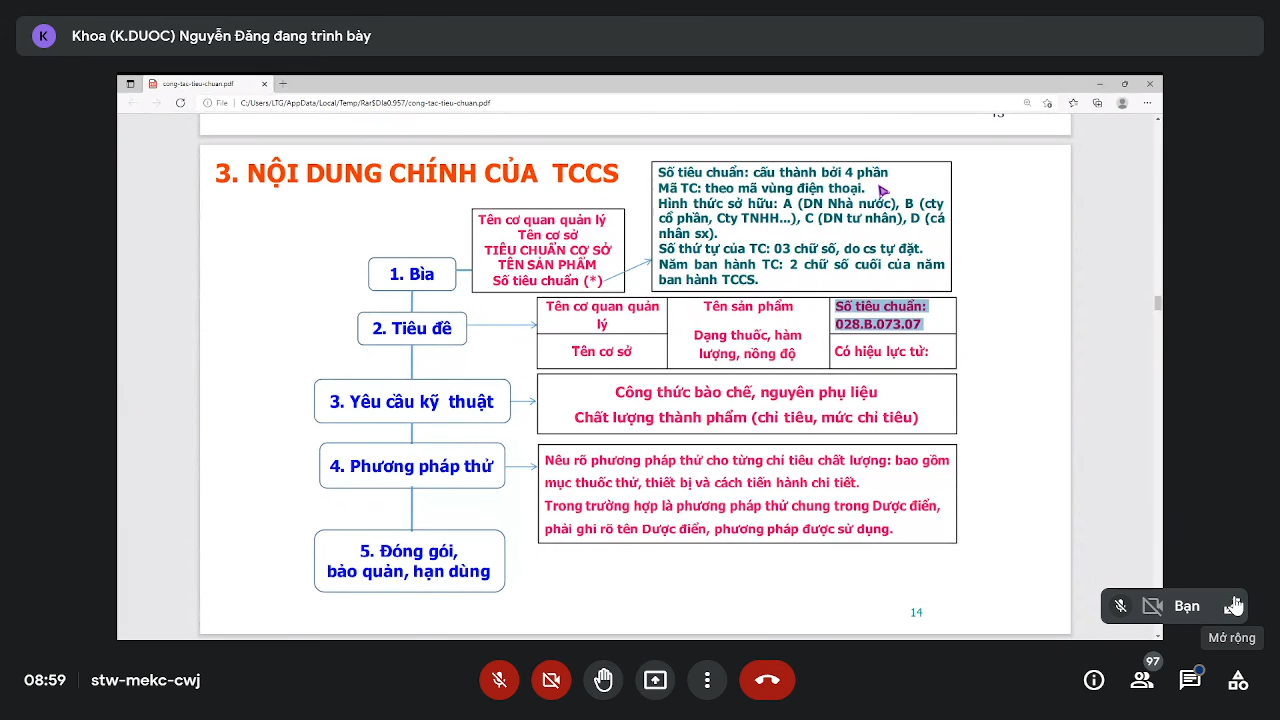 K
Khoa (K.DUOC) Nguyễn Đăng đang trình bày
cong-tac-tieu-chuan.pdf
File
C:/Users/LTG/AppData/Local/Temp/Rar$DIa0.957/cong-tac-tieu-chuan.pdf
3. NỘI DUNG CHÍNH CỦA TCCS
Số tiêu chuẩn: cấu thành bởi 4 phần
Mã TC: theo mã vùng điện thoại.
Hình thức sở hữu: A (DN Nhà nước), B (cty
cổ phần, Cty TNHH...), C (DN tư nhân), D (cá
nhân sx).
Số thứ tự của TC: 03 chữ số, do cs tự đặt.
Năm ban hành TC: 2 chữ số cuối của năm
ban hành TCCS.
Tên cơ quan quản lý
Tên cơ sở
TIÊU CHUẨN CƠ SỞ
TÊN SẢN PHẨM
Số tiêu chuẩn (*)
1. Bìa
2. Tiêu đề
Tên cơ quan quản
lý
Tên cơ sở
Tên sản phẩm
Dạng thuốc, hàm
lượng, nồng độ
Số tiêu chuẩn:
028.B.073.07
Có hiệu lực từ:
3. Yêu cầu kỹ thuật
Công thức bào chế, nguyên phụ liệu
Chất lượng thành phẩm (chỉ tiêu, mức chỉ tiêu)
4. Phương pháp thử
Nêu rõ phương pháp thử cho từng chỉ tiêu chất lượng: bao gồm
mục thuốc thử, thiết bị và cách tiến hành chi tiết.
Trong trường hợp là phương pháp thử chung trong Dược điển,
phải ghi rõ tên Dược điển, phương pháp được sử dụng.
5. Đóng gói,
bảo quản, hạn dùng
14
Bạn
Mở rộng
08:59
stw-mekc-cwj
97